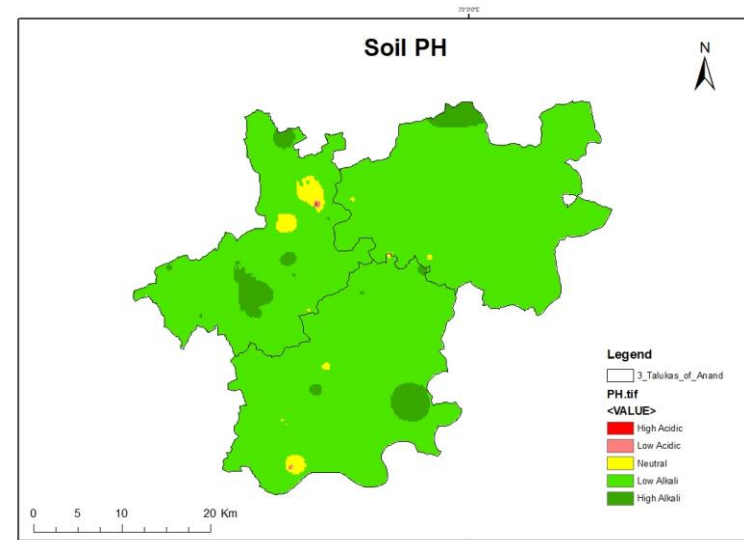 Soil PH
N
Legend
3_Talukas_of_Anand
PH.tif
<VALUE>
High Acidic
Low Acidic
Neutral
Low Alkali
High Alkali
0 5 10 20 Km